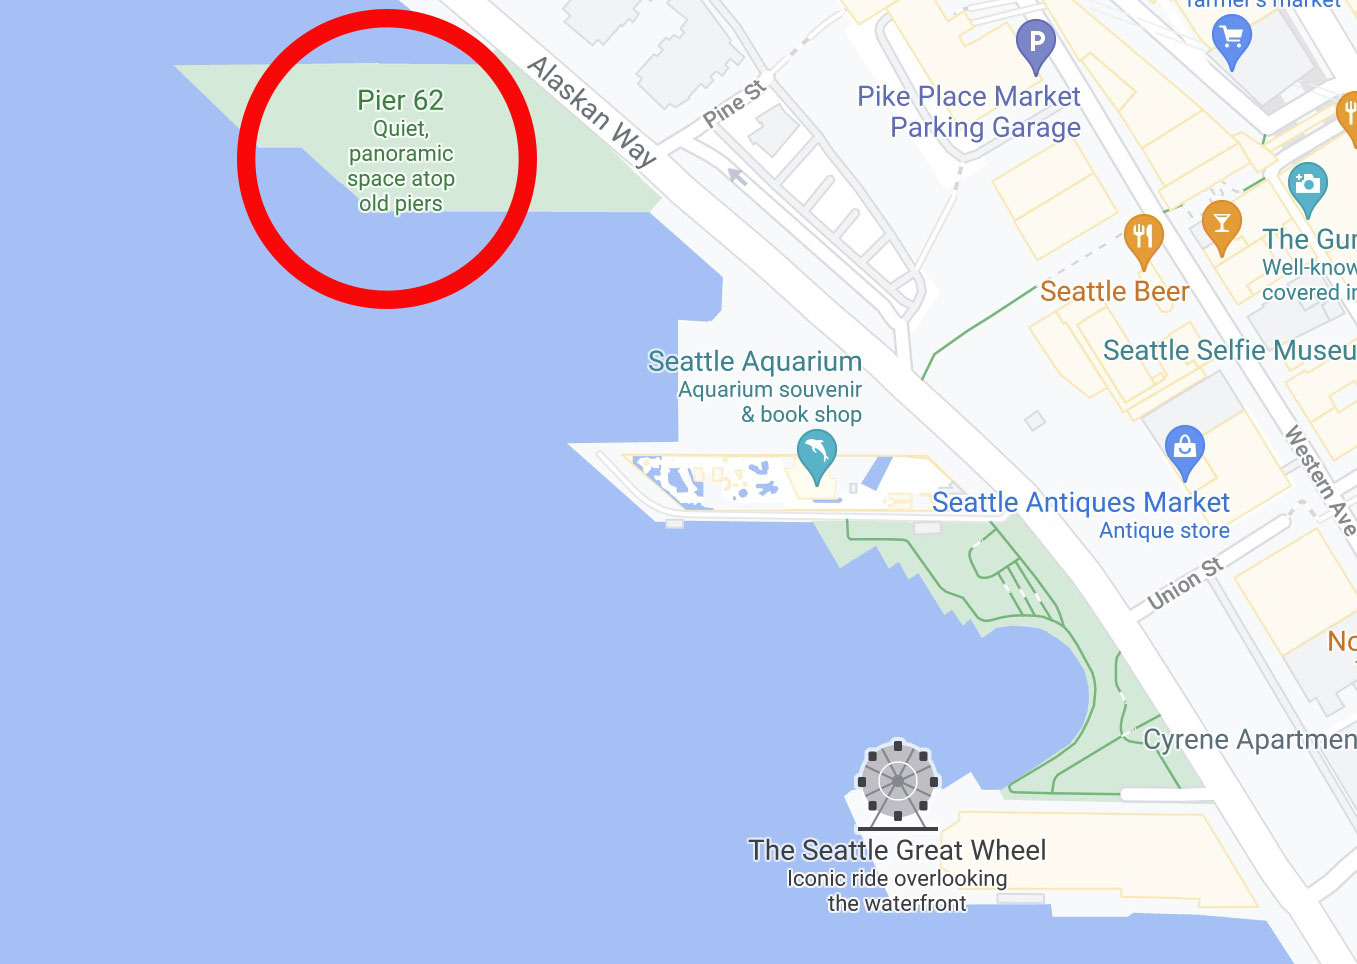 farmer's market
Pier 62
Quiet,
panoramic
space atop
old piers
Alaskan Way
Pine St
P
Pike Place Market
Parking Garage
The Gur
Well-know
covered in
Seattle Beer
Seattle Selfie Museu
Seattle Aquarium
Aquarium souvenir
& book shop
Western Ave
Seattle Antiques Market
Antique store
Union St
No
Cyrene Apartmen
The Seattle Great Wheel
Iconic ride overlooking
the waterfront